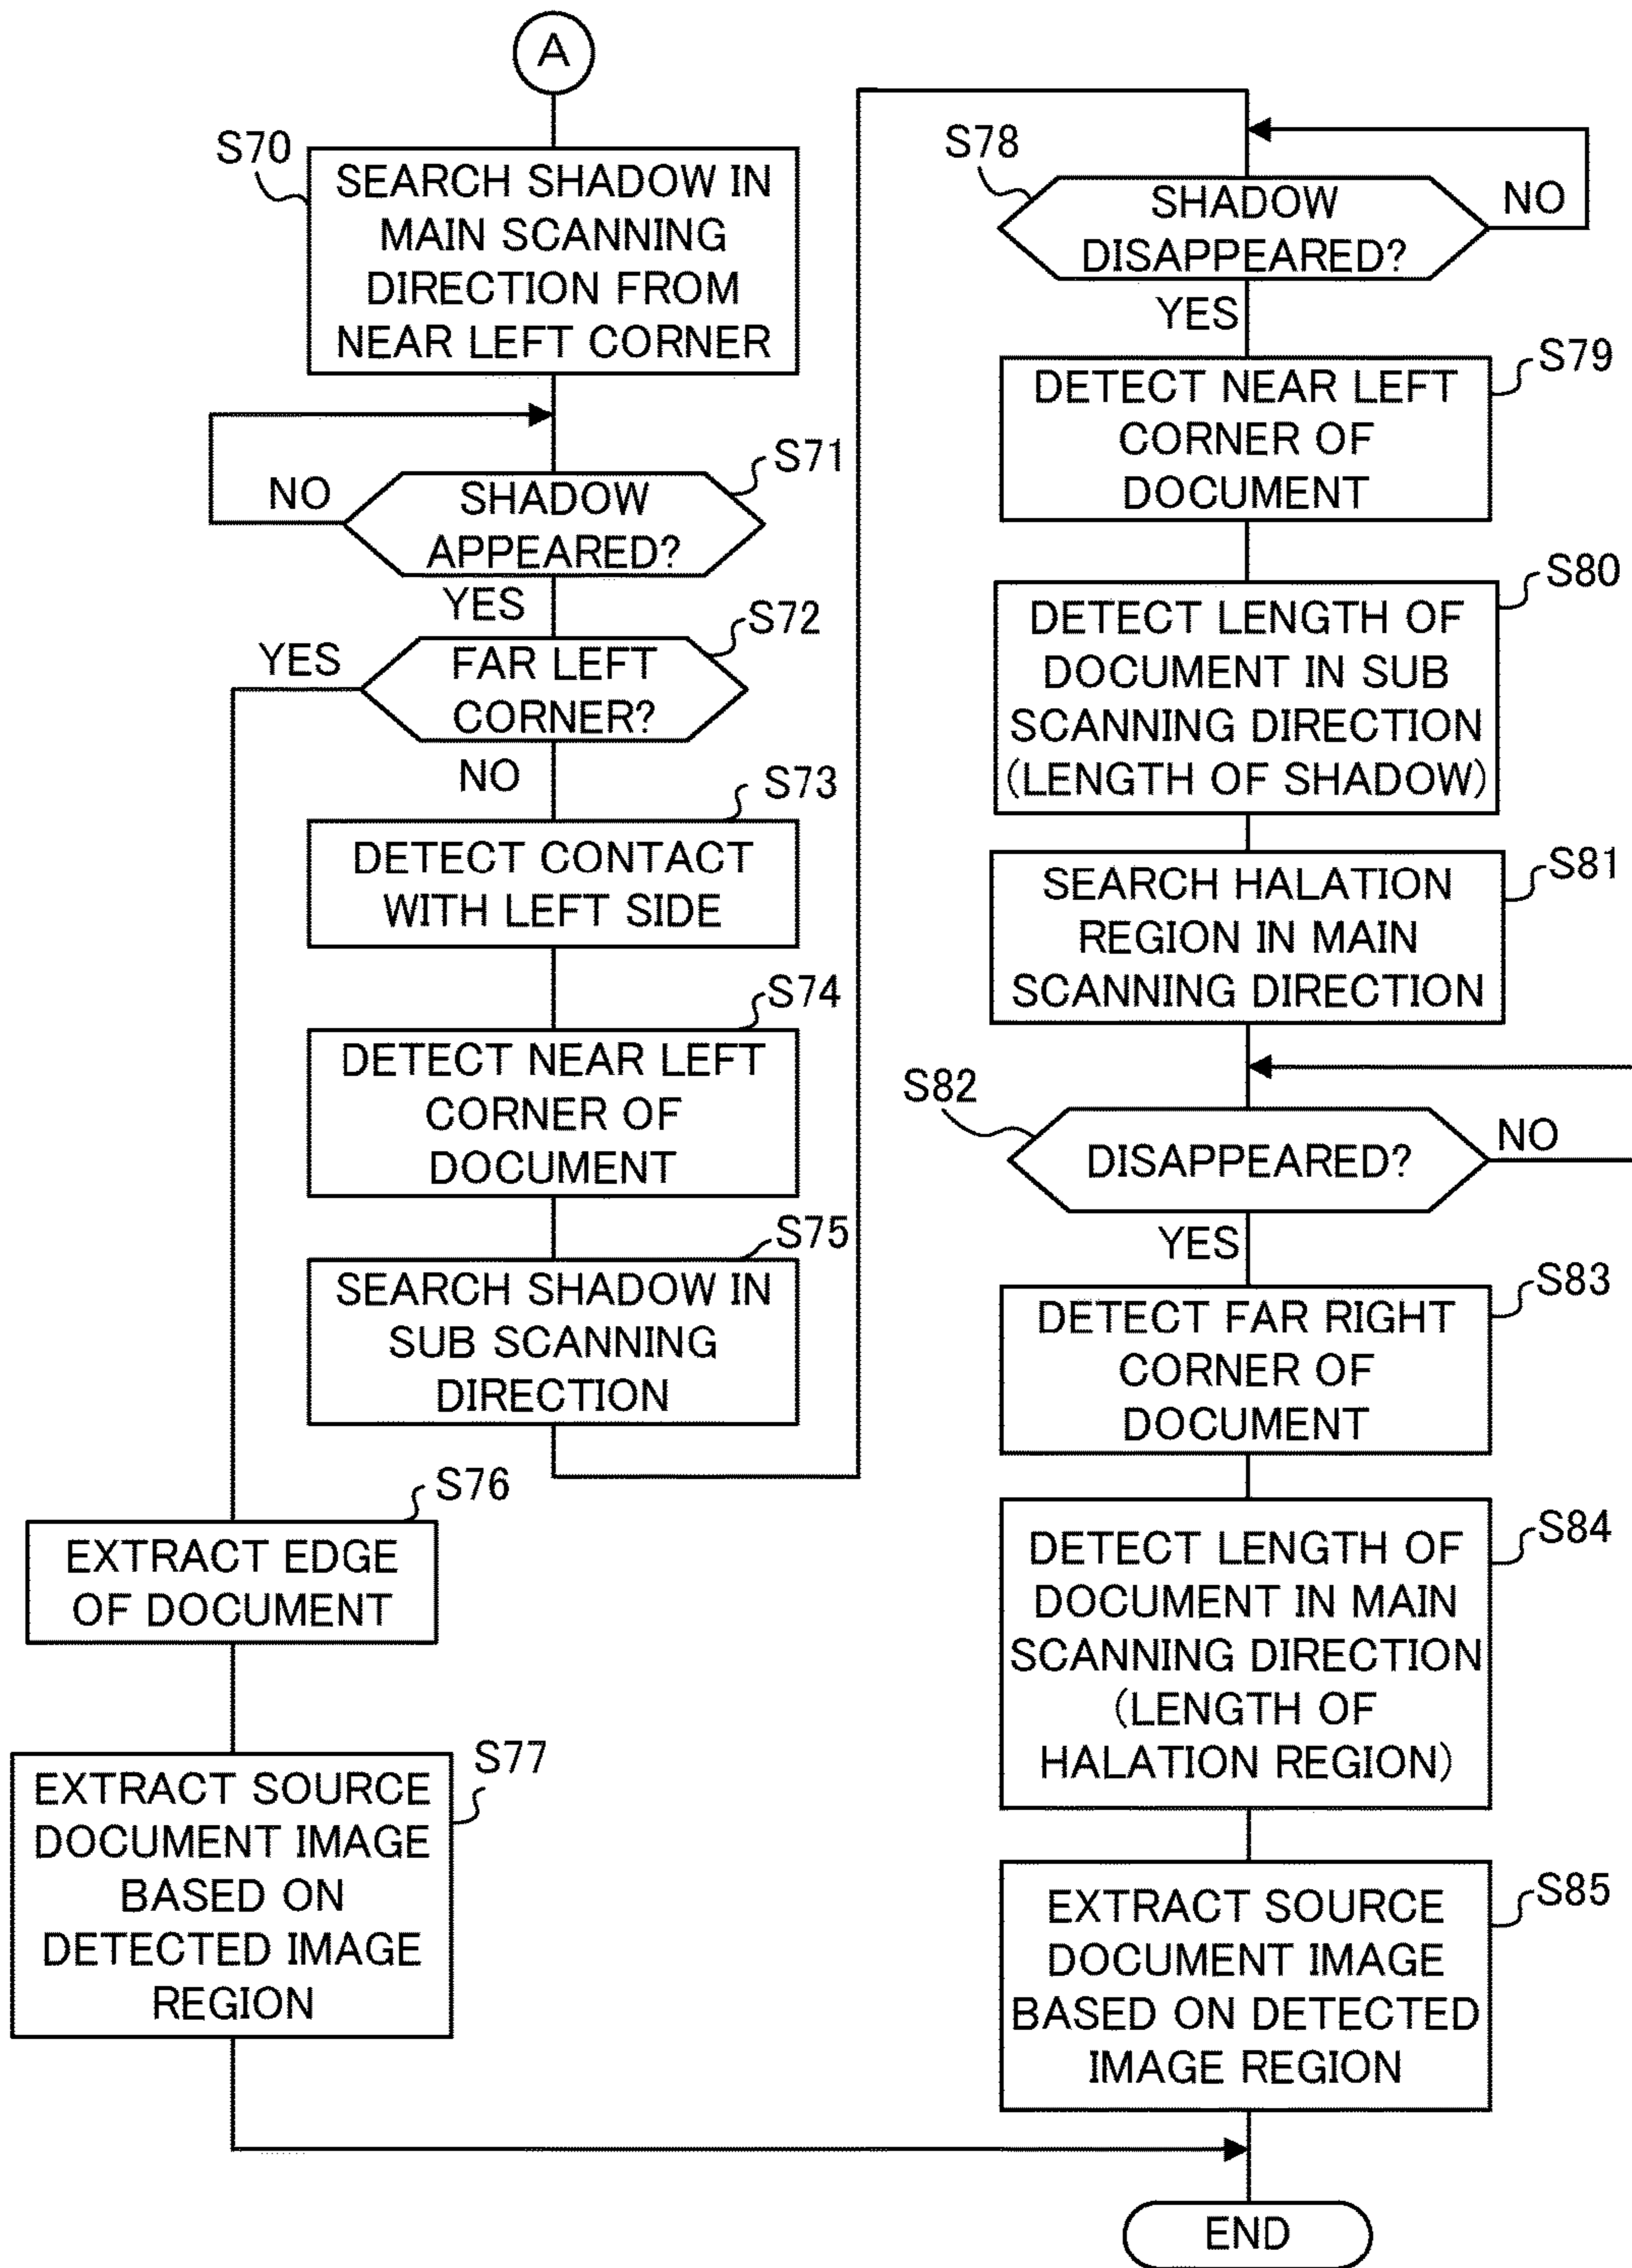 A
S70
SEARCH SHADOW IN
MAIN SCANNING
DIRECTION FROM
NEAR LEFT CORNER
S71
NO
SHADOW
APPEARED?
YES
S72
YES
FAR LEFT
CORNER?
NO
S73
DETECT CONTACT
WITH LEFT SIDE
S74
DETECT NEAR LEFT
CORNER OF
DOCUMENT
S75
SEARCH SHADOW IN
SUB SCANNING
DIRECTION
S76
EXTRACT EDGE
OF DOCUMENT
S77
EXTRACT SOURCE
DOCUMENT IMAGE
BASED ON
DETECTED IMAGE
REGION
S78
SHADOW
DISAPPEARED?
NO
YES
S79
DETECT NEAR LEFT
CORNER OF
DOCUMENT
S80
DETECT LENGTH OF
DOCUMENT IN SUB
SCANNING DIRECTION
(LENGTH OF SHADOW)
S81
SEARCH HALATION
REGION IN MAIN
SCANNING DIRECTION
S82
DISAPPEARED?
NO
YES
S83
DETECT FAR RIGHT
CORNER OF
DOCUMENT
S84
DETECT LENGTH OF
DOCUMENT IN MAIN
SCANNING DIRECTION
(LENGTH OF
HALATION REGION)
S85
EXTRACT SOURCE
DOCUMENT IMAGE
BASED ON DETECTED
IMAGE REGION
END